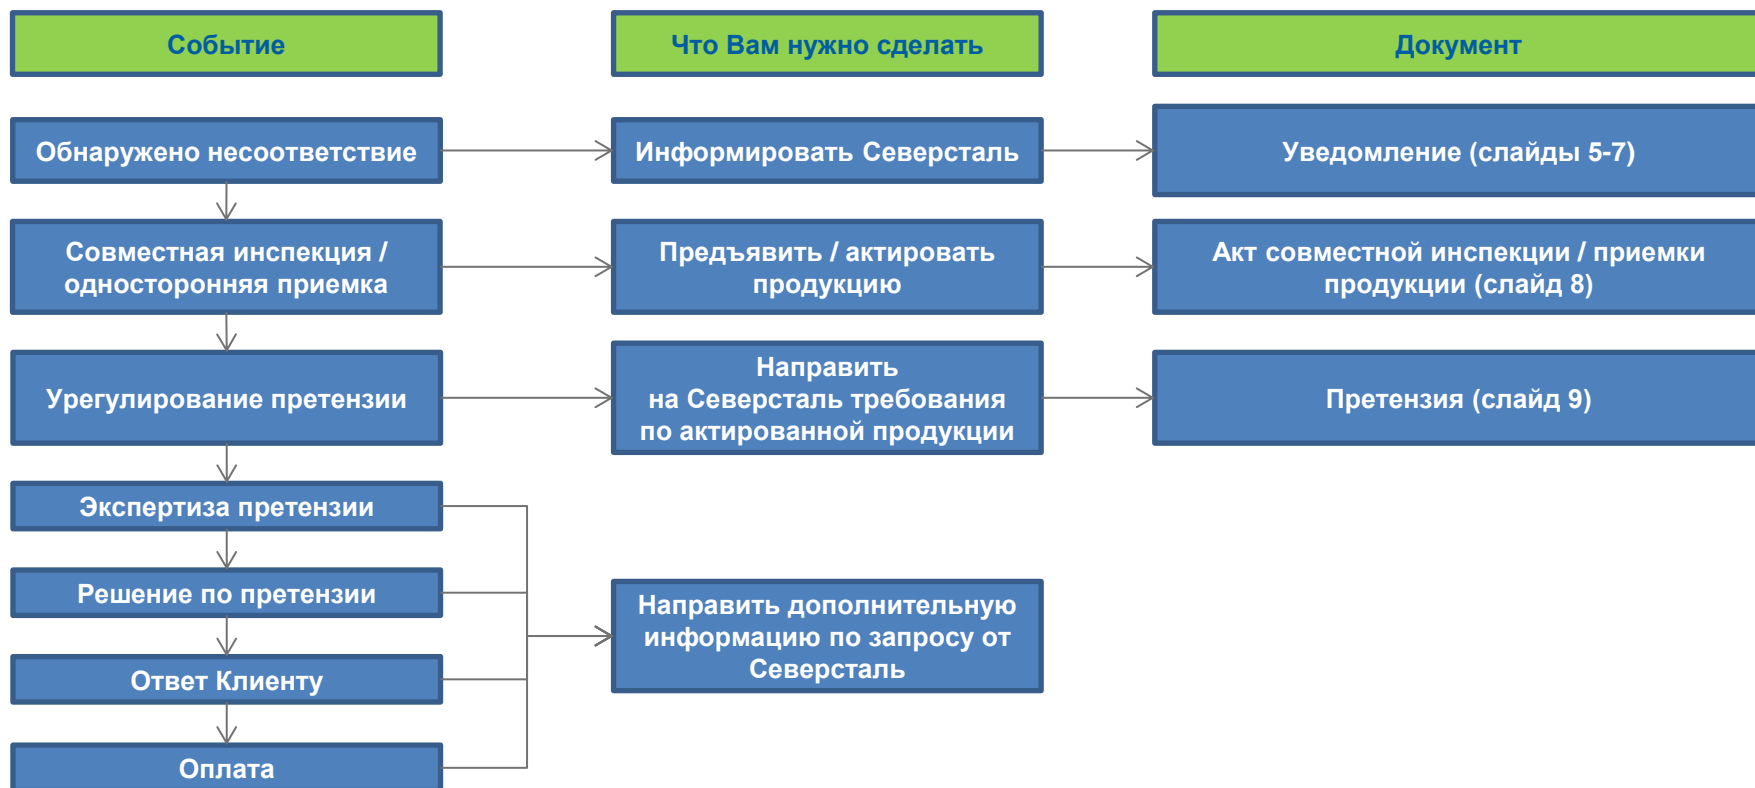 Событие
Что Вам нужно сделать
Документ
Обнаружено несоответствие
Информировать Северсталь
Уведомление (слайды 5-7)
Совместная инспекция /
односторонняя приемка
Предъявить / актировать
продукцию
Акт совместной инспекции / приемки
продукции (слайд 8)
Урегулирование претензии
Направить
на Северсталь требования
по актированной продукции
Претензия (слайд 9)
Экспертиза претензии
Решение по претензии
Ответ Клиенту
Оплата
Направить дополнительную
информацию по запросу от
Северсталь